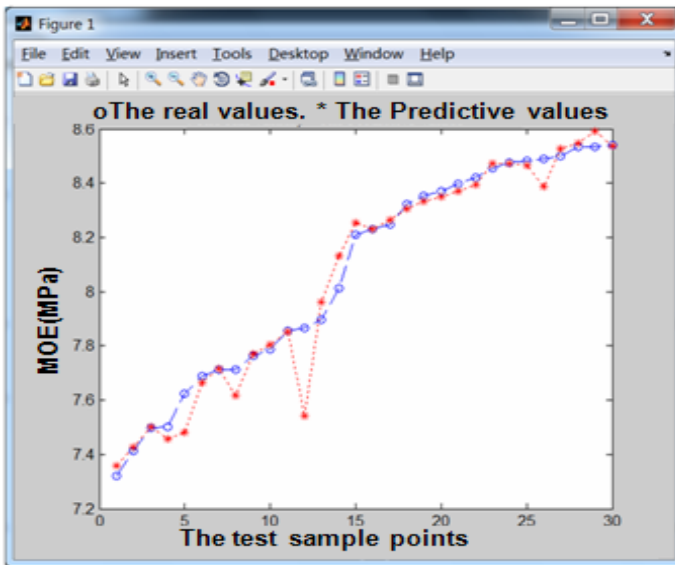 Figure 1
File Edit View Insert Tools Desktop Window Help
oThe real values. * The Predictive values
MOE(MPa)
8.6
8.4
8.2
8
7.8
7.6
7.4
7.2
0 5 10 15 20 25 30
The test sample points